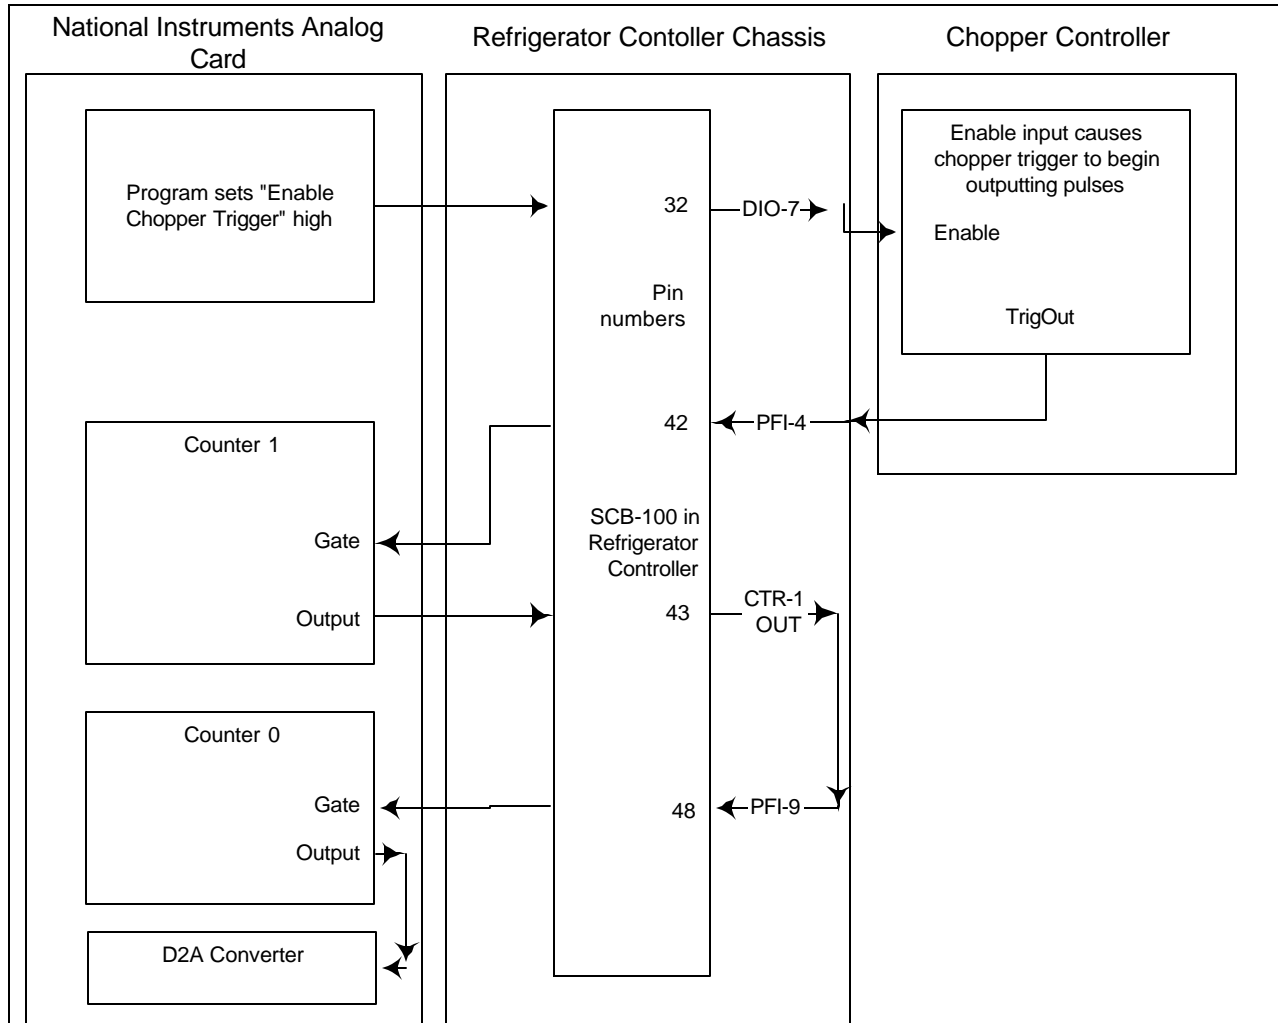 National Instruments Analog
Card
Refrigerator Contoller Chassis
Chopper Controller
Program sets "Enable
Chopper Trigger" high
32
DIO-7
Enable input causes
chopper trigger to begin
outputting pulses
Enable
TrigOut
Pin
numbers
42
PFI-4
Counter 1
Gate
Output
SCB-100 in
Refrigerator
Controller
43
CTR-1
OUT
Counter 0
Gate
Output
48
PFI-9
D2A Converter